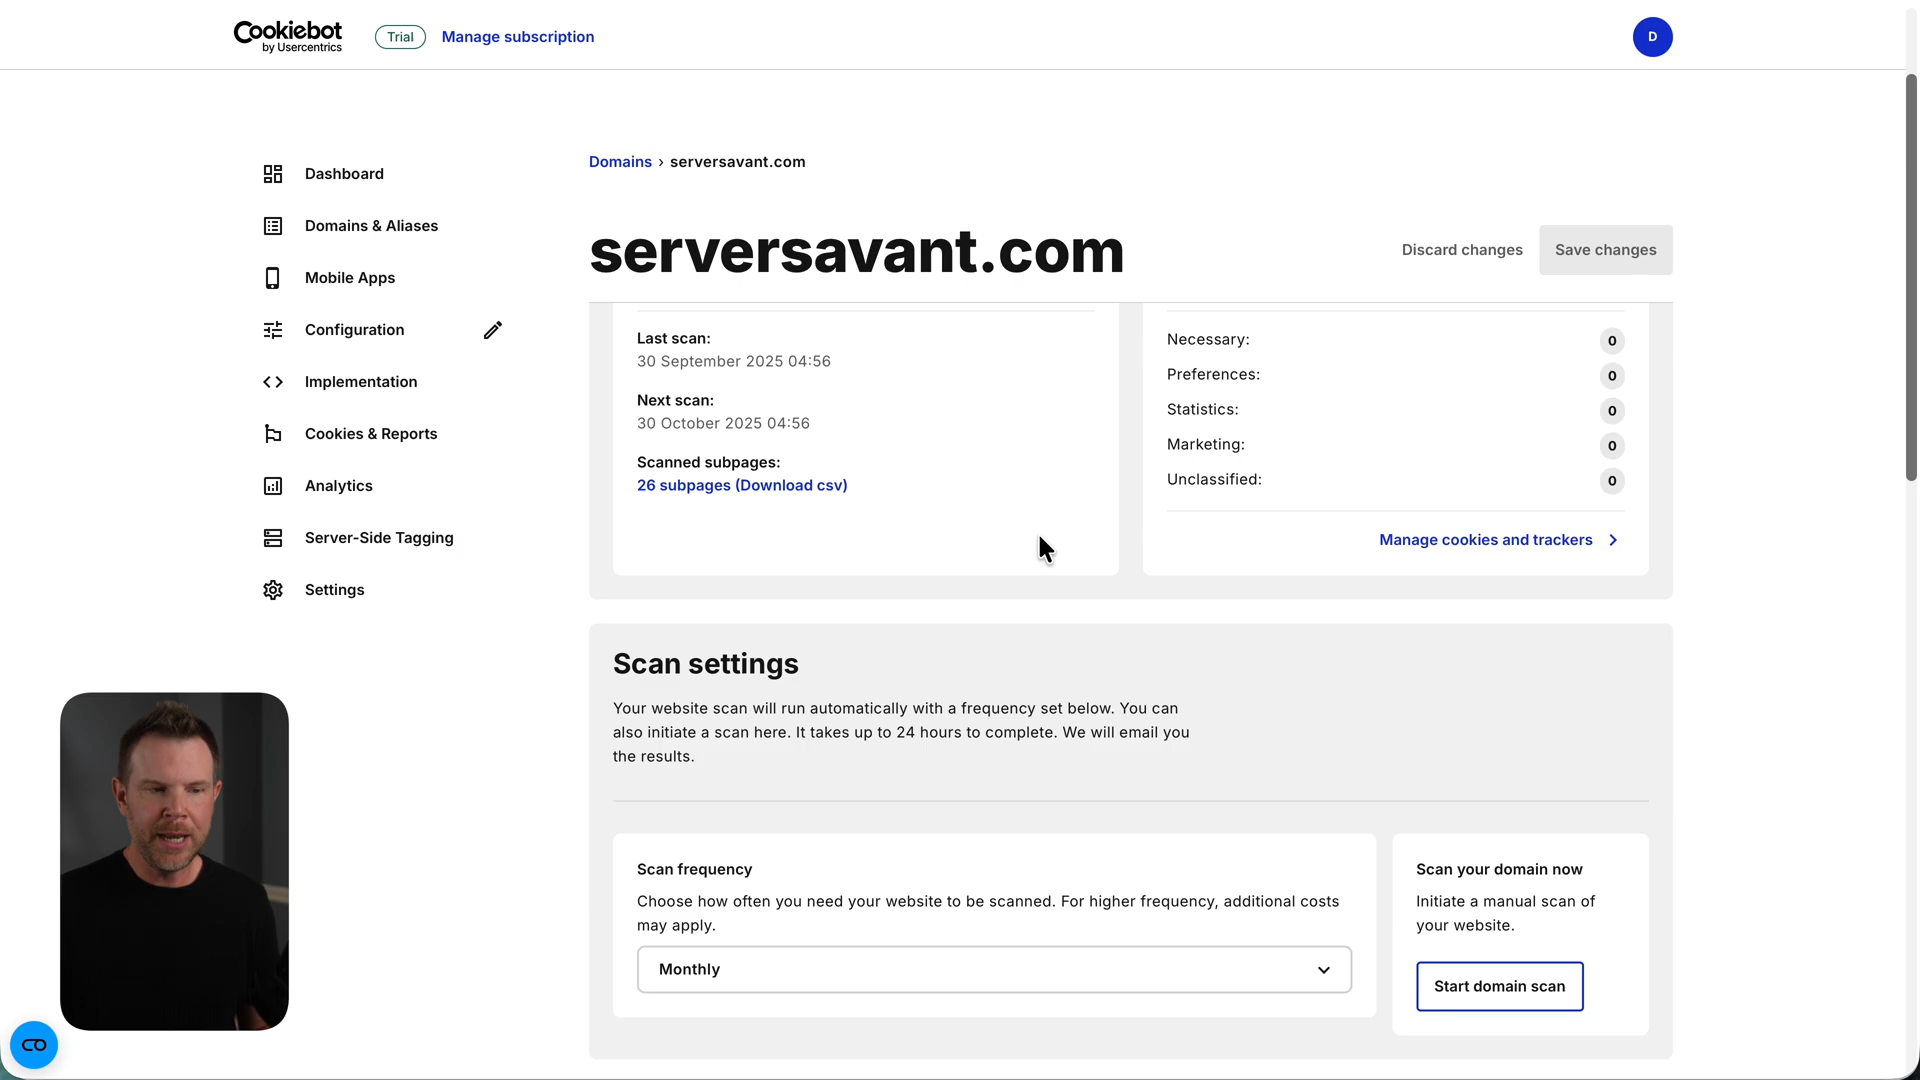 Cookiebot
by Usercentrics
Trial
Manage subscription
D
Dashboard
Domains & Aliases
Mobile Apps
Configuration
Implementation
Cookies & Reports
Analytics
Server-Side Tagging
Settings
Domains › serversavant.com
serversavant.com
Discard changes
Save changes
Last scan:
30 September 2025 04:56
Next scan:
30 October 2025 04:56
Scanned subpages:
26 subpages (Download csv)
Necessary: 0
Preferences: 0
Statistics: 0
Marketing: 0
Unclassified: 0
Manage cookies and trackers
Scan settings
Your website scan will run automatically with a frequency set below. You can
also initiate a scan here. It takes up to 24 hours to complete. We will email you
the results.
Scan frequency
Choose how often you need your website to be scanned. For higher frequency, additional costs
may apply.
Monthly
Scan your domain now
Initiate a manual scan of
your website.
Start domain scan